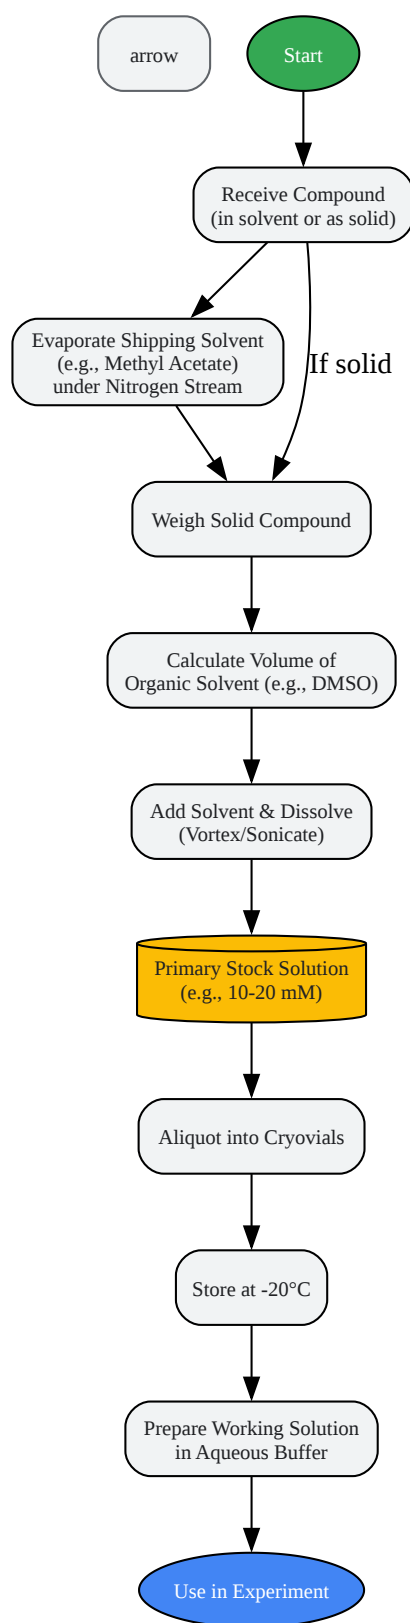 arrow
Start
Receive Compound
(in solvent or as solid)
Evaporate Shipping Solvent
(e.g., Methyl Acetate)
under Nitrogen Stream
If solid
Weigh Solid Compound
Calculate Volume of
Organic Solvent (e.g., DMSO)
Add Solvent & Dissolve
(Vortex/Sonicate)
Primary Stock Solution
(e.g., 10-20 mM)
Aliquot into Cryovials
Store at -20°C
Prepare Working Solution
in Aqueous Buffer
Use in Experiment